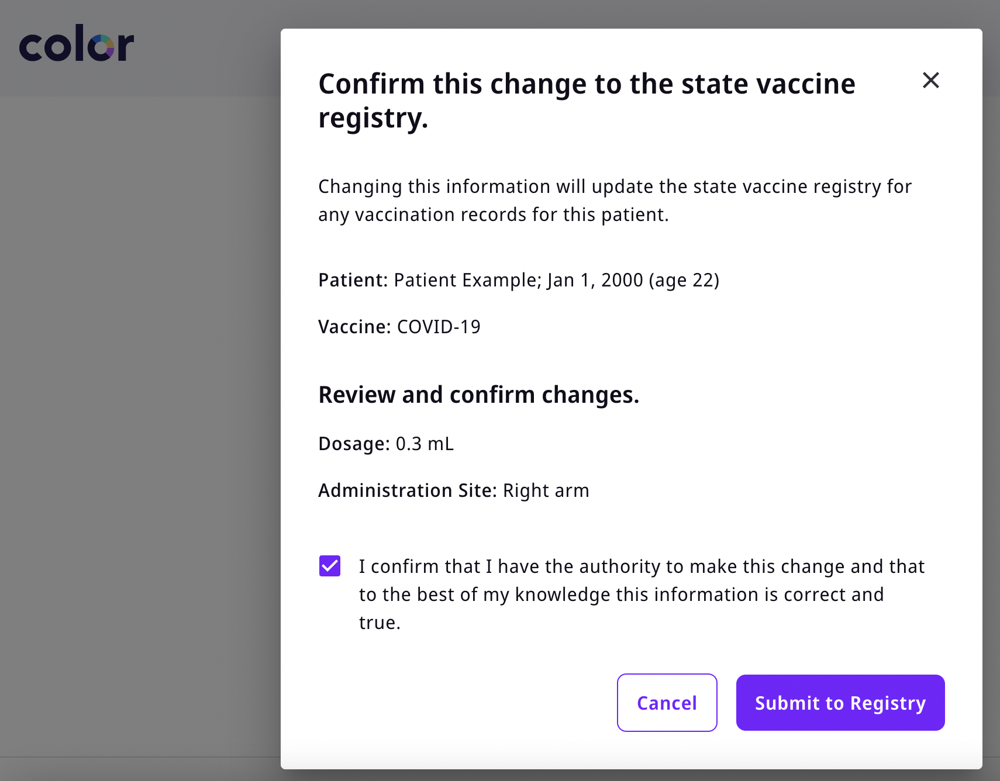 color
Confirm this change to the state vaccine
registry.
Changing this information will update the state vaccine registry for
any vaccination records for this patient.
Patient: Patient Example; Jan 1, 2000 (age 22)
Vaccine: COVID-19
Review and confirm changes.
Dosage: 0.3 mL
Administration Site: Right arm
I confirm that I have the authority to make this change and that
to the best of my knowledge this information is correct and
true.
Cancel Submit to Registry